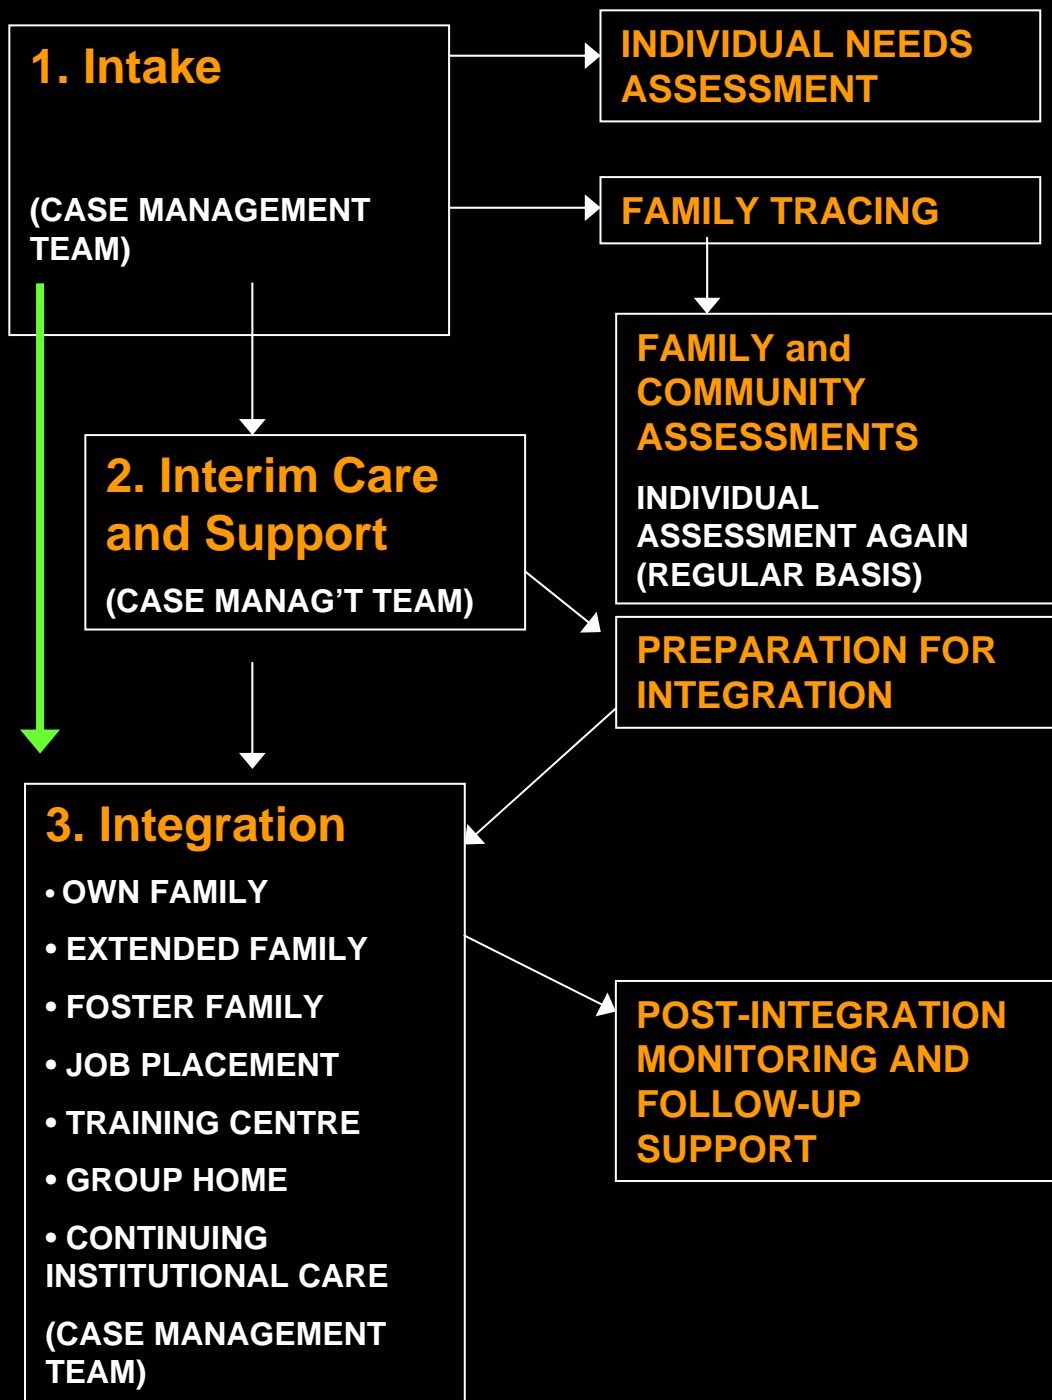 1. Intake
(CASE MANAGEMENT
TEAM)
INDIVIDUAL NEEDS
ASSESSMENT
FAMILY TRACING
FAMILY and
COMMUNITY
ASSESSMENTS
INDIVIDUAL
ASSESSMENT AGAIN
(REGULAR BASIS)
2. Interim Care
and Support
(CASE MANAG'T TEAM)
PREPARATION FOR
INTEGRATION
3. Integration
• OWN FAMILY
• EXTENDED FAMILY
• FOSTER FAMILY
• JOB PLACEMENT
• TRAINING CENTRE
• GROUP HOME
• CONTINUING
INSTITUTIONAL CARE
(CASE MANAGEMENT
TEAM)
POST-INTEGRATION
MONITORING AND
FOLLOW-UP
SUPPORT